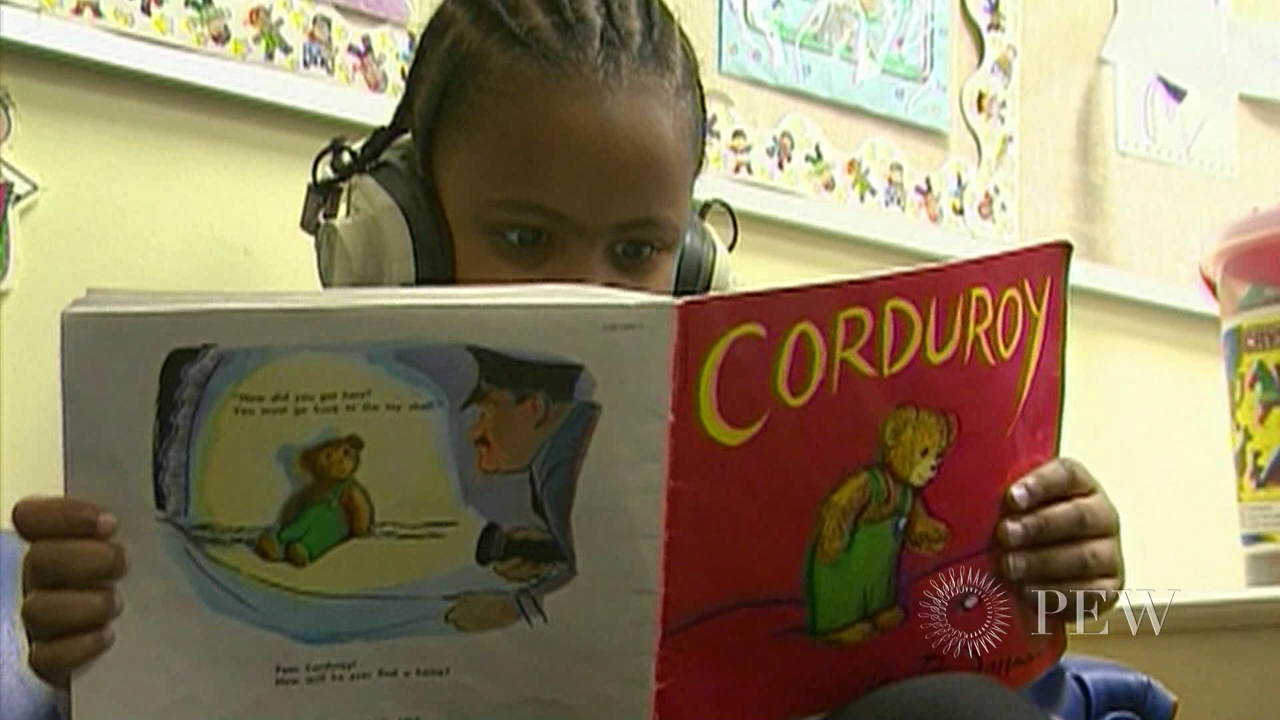 "How did you get here?
You must go back to the toy shelf."
Poor Corduroy!
How will he ever find a home?
CORDUROY
PEW